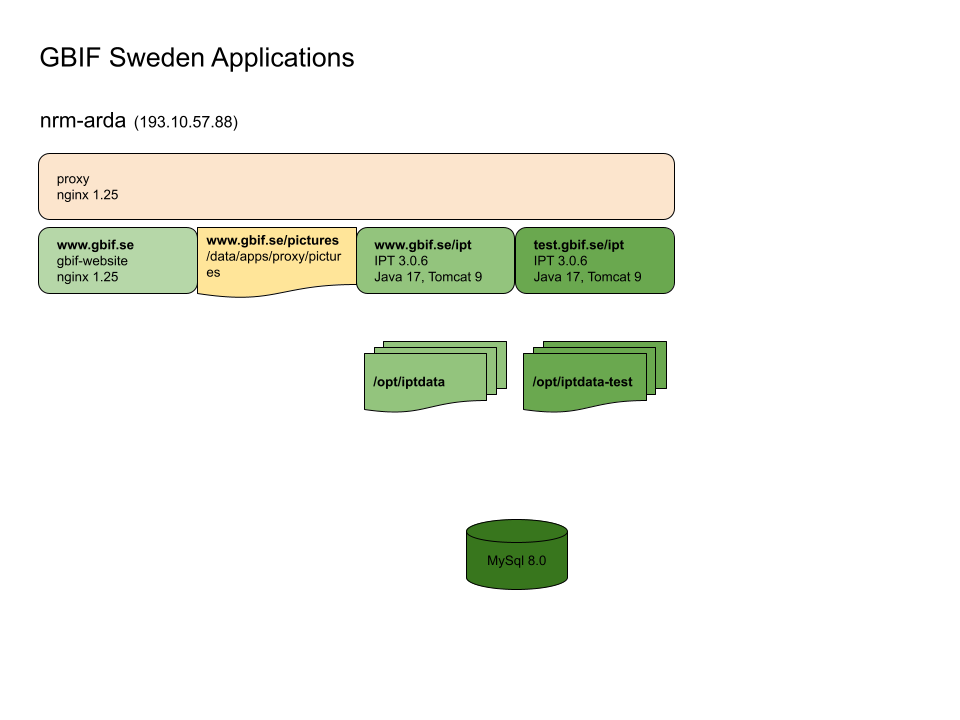 GBIF Sweden Applications
nrm-arda (193.10.57.88)
proxy
nginx 1.25
www.gbif.se
gbif-website
nginx 1.25
www.gbif.se/pictures
/data/apps/proxy/pictur
es
www.gbif.se/ipt
IPT 3.0.6
Java 17, Tomcat 9
test.gbif.se/ipt
IPT 3.0.6
Java 17, Tomcat 9
/opt/iptdata
/opt/iptdata-test
MySql 8.0